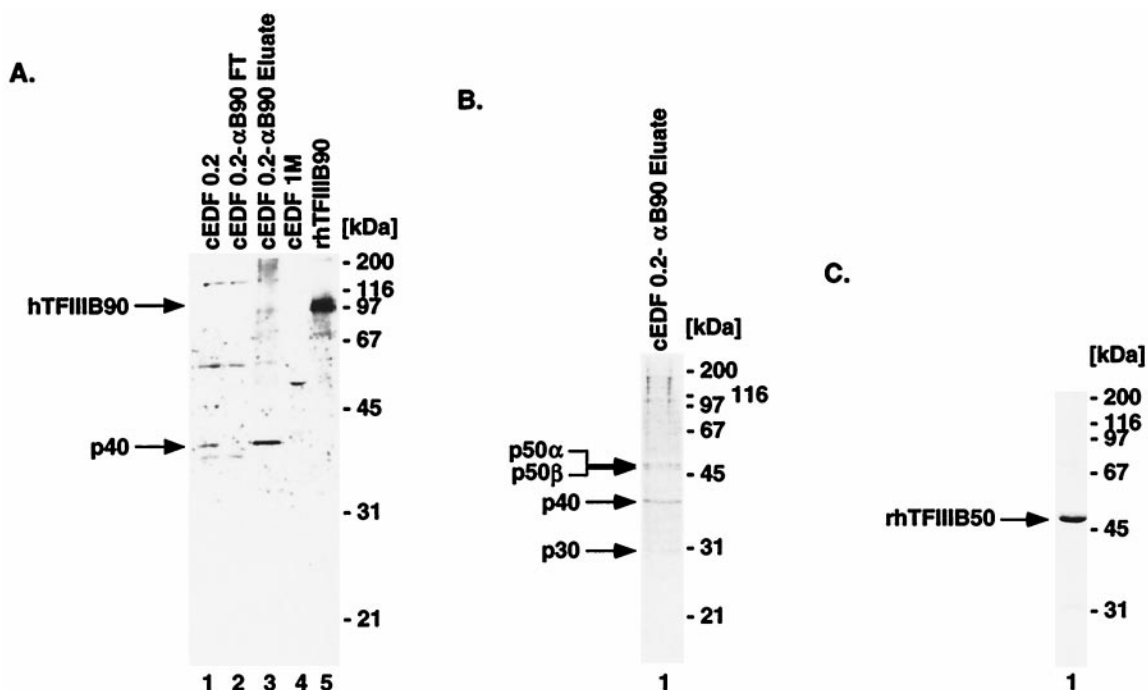 A.
cEDF 0.2
cEDF 0.2-αB90 FT
cEDF 0.2-αB90 Eluate
cEDF 1M
rhTFIIIB90
[kDa]
- 200
- 116
hTFIIIB90
- 97
- 67
- 45
p40
- 31
- 21
1 2 3 4 5
B.
cEDF 0.2- αB90 Eluate
[kDa]
- 200
- 116
- 97
- 67
p50α
p50β
- 45
p40
p30
- 31
- 21
1
C.
[kDa]
- 200
- 116
- 97
- 67
rhTFIIIB50
- 45
- 31
1